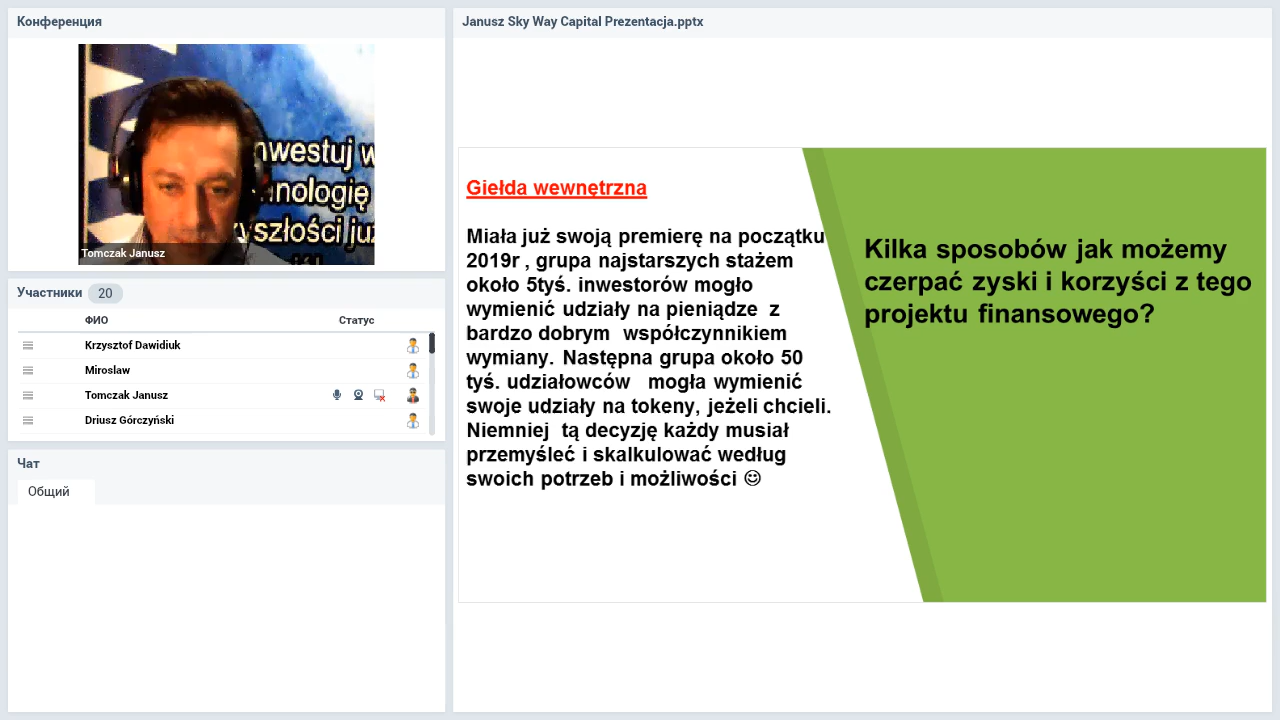 Конференция
nwestuj w
hnologię
szłości już
Tomczak Janusz
Участники 20
ФИО Статус
Krzysztof Dawidiuk
Miroslaw
Tomczak Janusz
Driusz Górczyński
Чат
Общий
Janusz Sky Way Capital Prezentacja.pptx
Giełda wewnętrzna
Miała już swoją premierę na początku
2019r , grupa najstarszych stażem
około 5tyś. inwestorów mogło
wymienić udziały na pieniądze z
bardzo dobrym współczynnikiem
wymiany. Następna grupa około 50
tyś. udziałowców mogła wymienić
swoje udziały na tokeny, jeżeli chcieli.
Niemniej tą decyzję każdy musiał
przemyśleć i skalkulować według
swoich potrzeb i możliwości ☺
Kilka sposobów jak możemy
czerpać zyski i korzyści z tego
projektu finansowego?